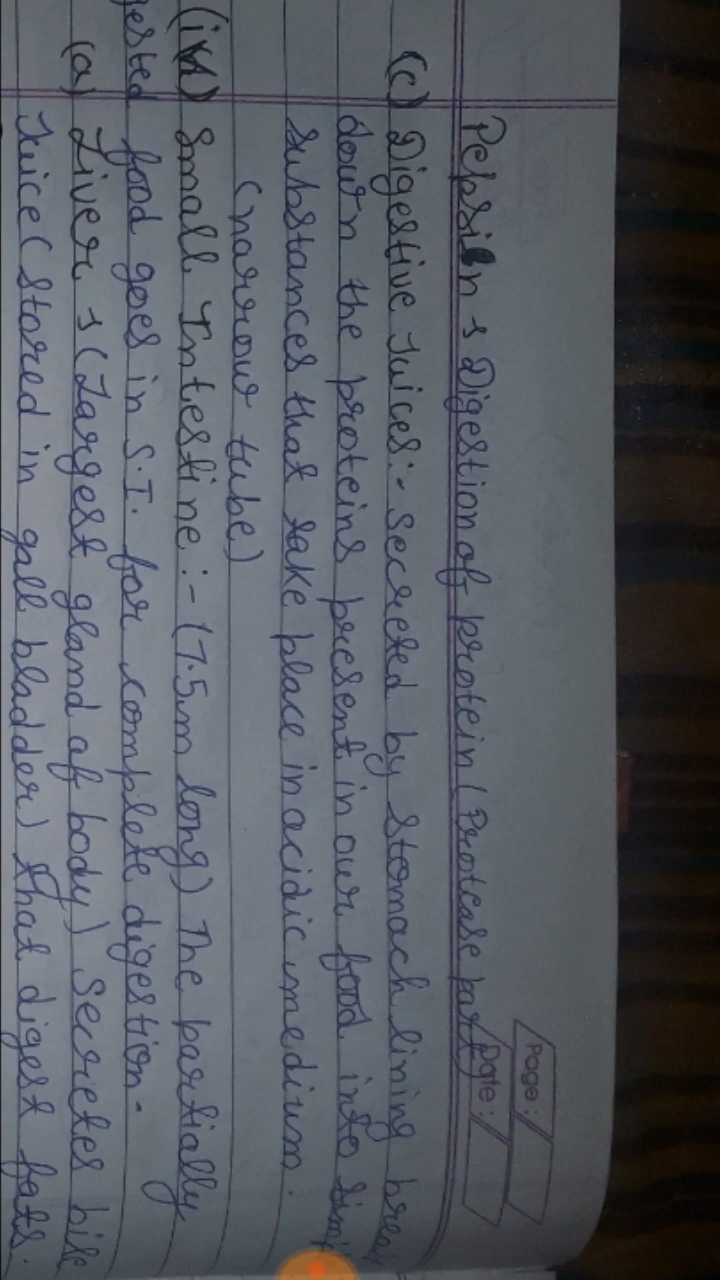 Page:
Date:
Pepsin → Digestion of protein (Protease part)
(c) Digestive Juices:- Secreted by stomach lining break
down the proteins present in our food into simp
substances that take place in acidic medium.
(narrow tube)
(iv) Small Intestine :- (7.5m long) The partially
gested food goes in S.I. for complete digestion.
(a) Liver → (Largest gland of body) Secretes bile
Juice (Stored in gall bladder) that digest fats.